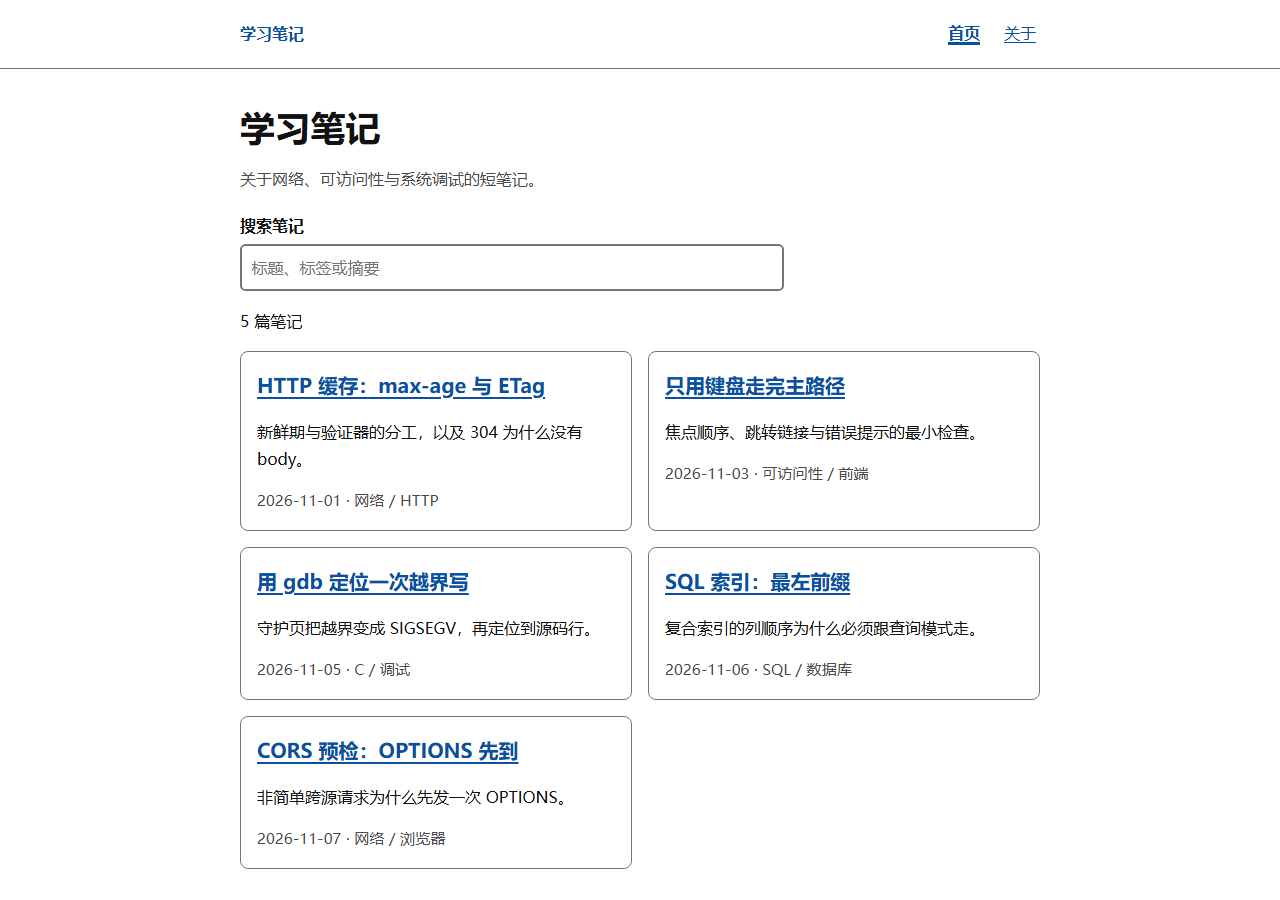 学习笔记
首页 关于
学习笔记
关于网络、可访问性与系统调试的短笔记。
搜索笔记
标题、标签或摘要
5 篇笔记
HTTP 缓存：max-age 与 ETag
新鲜期与验证器的分工，以及 304 为什么没有
body。
2026-11-01 · 网络 / HTTP
只用键盘走完主路径
焦点顺序、跳转链接与错误提示的最小检查。
2026-11-03 · 可访问性 / 前端
用 gdb 定位一次越界写
守护页把越界变成 SIGSEGV，再定位到源码行。
2026-11-05 · C / 调试
SQL 索引：最左前缀
复合索引的列顺序为什么必须跟查询模式走。
2026-11-06 · SQL / 数据库
CORS 预检：OPTIONS 先到
非简单跨源请求为什么先发一次 OPTIONS。
2026-11-07 · 网络 / 浏览器